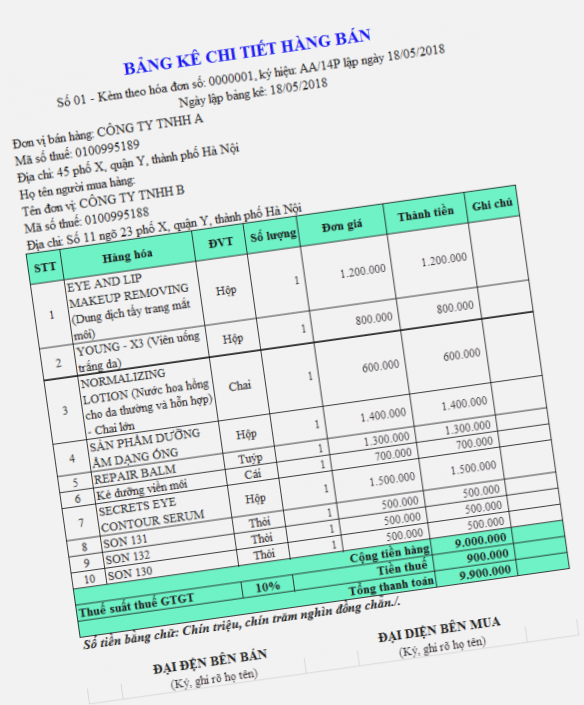 BẢNG KÊ CHI TIẾT HÀNG BÁN
Số 01 - Kèm theo hóa đơn số: 0000001, ký hiệu: AA/14P lập ngày 18/05/2018
Ngày lập bảng kê: 18/05/2018
Đơn vị bán hàng: CÔNG TY TNHH A
Mã số thuế: 0100995189
Địa chỉ: 45 phố X, quận Y, thành phố Hà Nội
Họ tên người mua hàng:
Tên đơn vị: CÔNG TY TNHH B
Mã số thuế: 0100995188
Địa chỉ: Số 11 ngõ 23 phố X, quận Y, thành phố Hà Nội
STT Hàng hóa ĐVT Số lượng Đơn giá Thành tiền Ghi chú
1 EYE AND LIP MAKEUP REMOVING (Dung dịch tẩy trang mắt môi) Hộp 1 1.200.000 1.200.000
2 YOUNG - X3 (Viên uống trắng da) Hộp 1 800.000 800.000
3 NORMALIZING LOTION (Nước hoa hồng cho da thường và hỗn hợp) - Chai lớn Chai 1 600.000 600.000
4 SẢN PHẨM DƯỠNG ẨM DẠNG ỐNG Hộp 1 1.400.000 1.400.000
5 REPAIR BALM Tuýp 1 1.300.000 1.300.000
6 Kẻ dưỡng viền môi Cái 1 700.000 700.000
7 SECRETS EYE CONTOUR SERUM Hộp 1 1.500.000 1.500.000
8 SON 131 Thỏi 1 500.000 500.000
9 SON 132 Thỏi 1 500.000 500.000
10 SON 130 Thỏi 1 500.000 500.000
Cộng tiền hàng 9.000.000
Thuế suất thuế GTGT 10% Tiền thuế 900.000
Tổng thanh toán 9.900.000
Số tiền bằng chữ: Chín triệu, chín trăm nghìn đồng chẵn./.
ĐẠI ĐỆN BÊN BÁN
(Ký, ghi rõ họ tên)
ĐẠI DIỆN BÊN MUA
(Ký, ghi rõ họ tên)